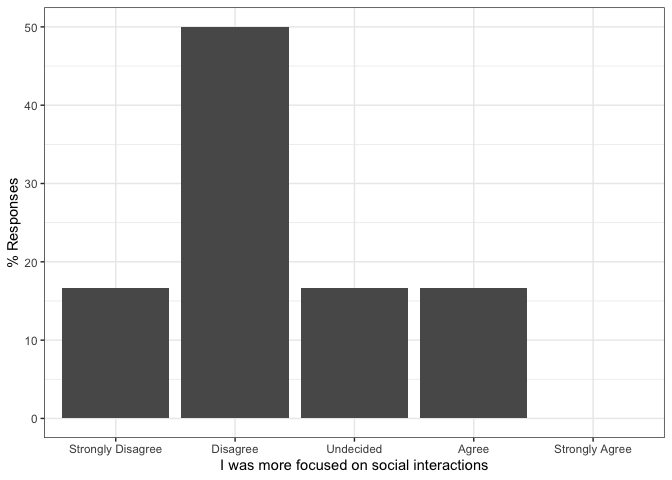 50
40
30
20
10
0
% Responses
Strongly Disagree
Disagree
Undecided
Agree
Strongly Agree
I was more focused on social interactions